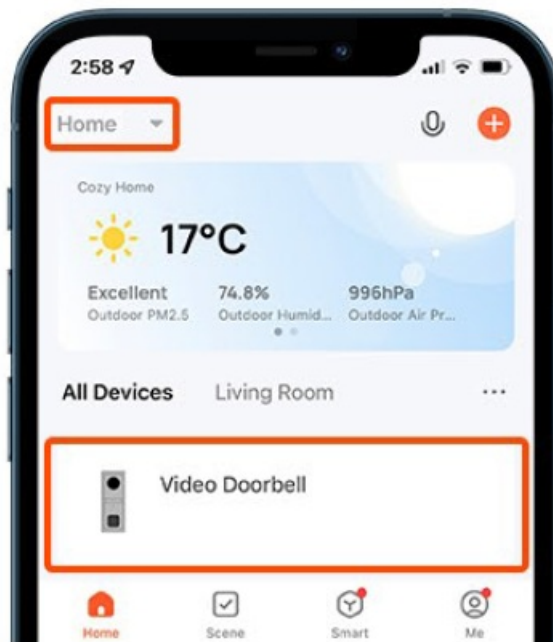 2:58
Home
Cozy Home
17°C
Excellent 74.8% 996hPa
Outdoor PM2.5 Outdoor Humid... Outdoor Air Pr...
All Devices Living Room
Video Doorbell
Home Scene Smart Me